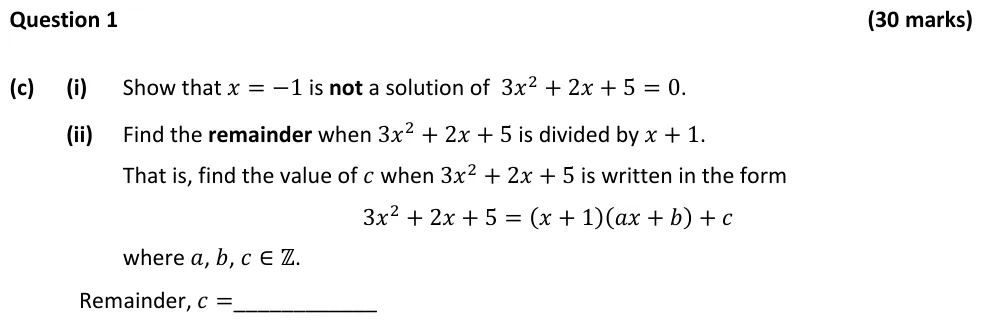 Question 1 (30 marks)
(c) (i) Show that x = −1 is not a solution of 3x² + 2x + 5 = 0.
(ii) Find the remainder when 3x² + 2x + 5 is divided by x + 1.
That is, find the value of c when 3x² + 2x + 5 is written in the form
3x² + 2x + 5 = (x + 1)(ax + b) + c
where a, b, c ∈ ℤ.
Remainder, c =____________